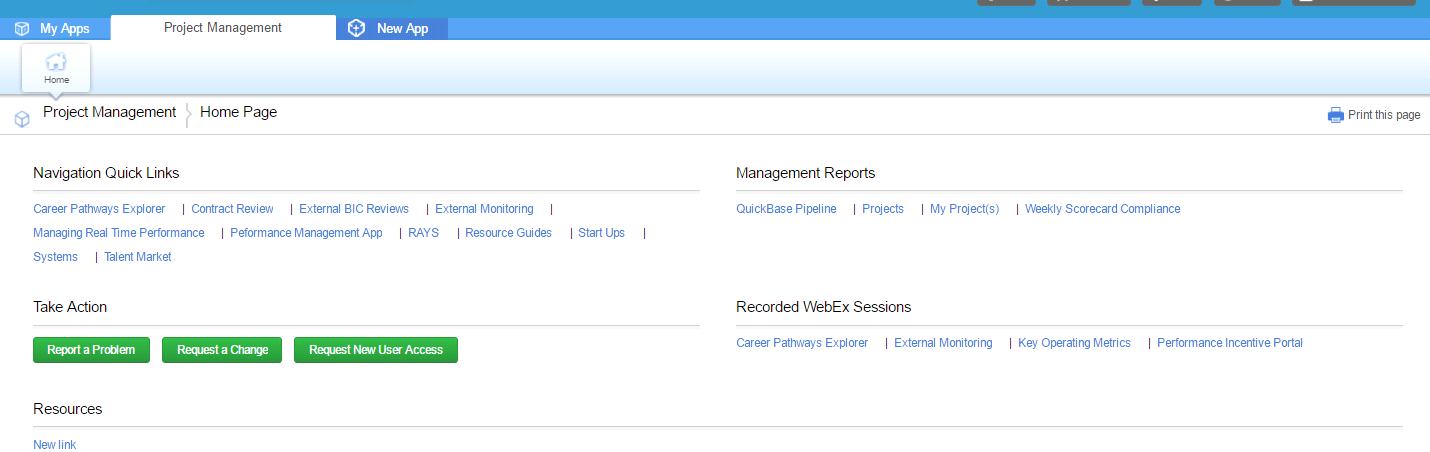 My Apps Project Management New App
Home
Project Management Home Page
Print this page
Navigation Quick Links
Career Pathways Explorer | Contract Review | External BIC Reviews | External Monitoring |
Managing Real Time Performance | Peformance Management App | RAYS | Resource Guides | Start Ups |
Systems | Talent Market
Management Reports
QuickBase Pipeline | Projects | My Project(s) | Weekly Scorecard Compliance
Take Action
Report a Problem Request a Change Request New User Access
Recorded WebEx Sessions
Career Pathways Explorer | External Monitoring | Key Operating Metrics | Performance Incentive Portal
Resources
New link